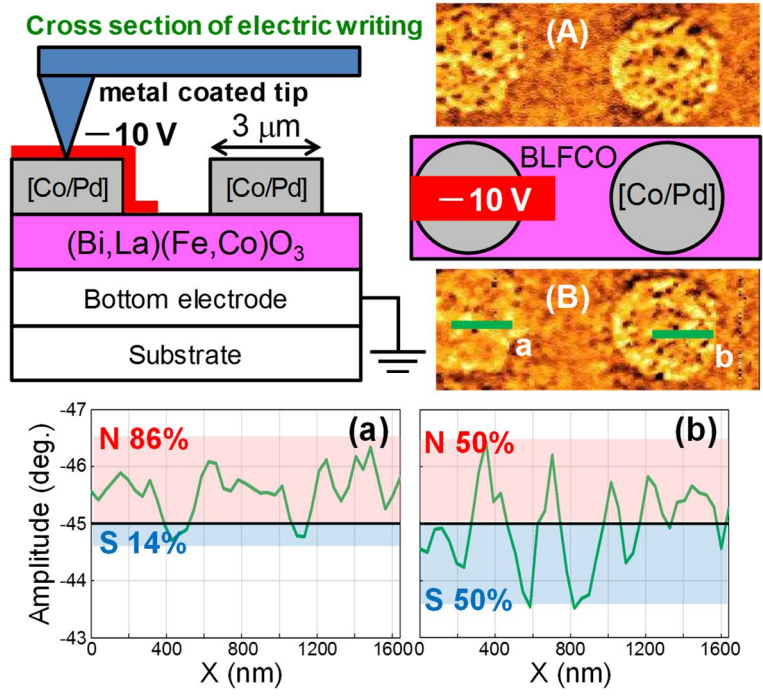 Cross section of electric writing
metal coated tip
－10 V
3 μm
[Co/Pd]
[Co/Pd]
(Bi,La)(Fe,Co)O3
Bottom electrode
Substrate
(A)
BLFCO
－10 V
[Co/Pd]
(B)
a
b
Amplitude (deg.)
-47
-46
-45
-44
-43
(a)
N 86%
S 14%
0 400 800 1200 1600
X (nm)
(b)
N 50%
S 50%
0 400 800 1200 1600
X (nm)